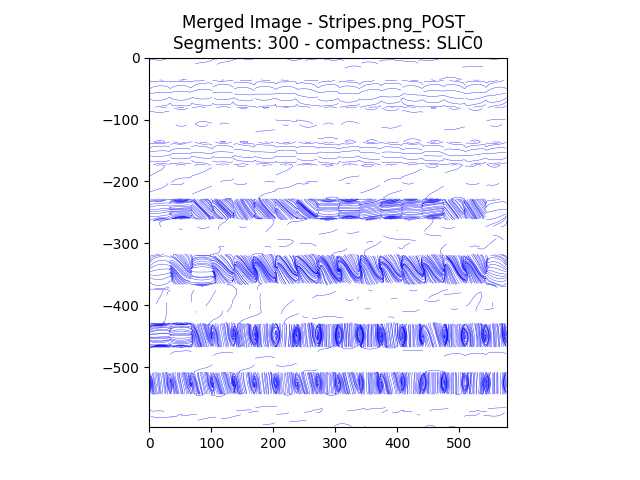 Merged Image - Stripes.png_POST_
Segments: 300 - compactness: SLIC0
0
−100
−200
−300
−400
−500
0 100 200 300 400 500